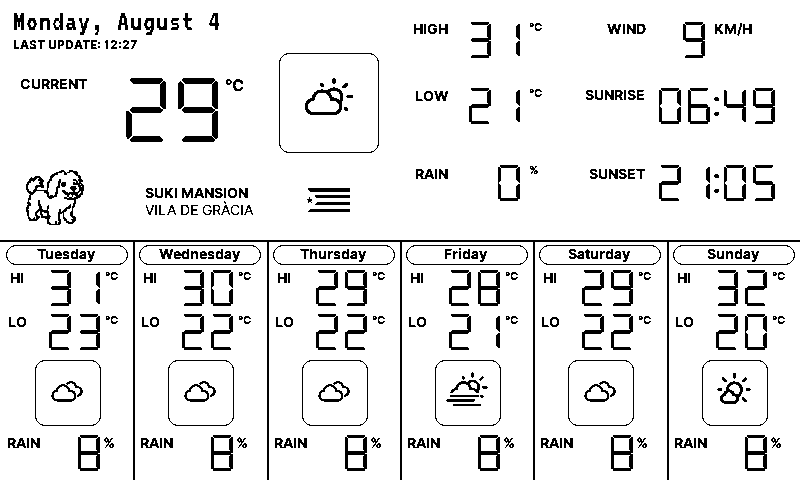 Monday, August 4
LAST UPDATE: 12:27
CURRENT 29 °C
HIGH 31 °C
LOW 21 °C
RAIN 0 %
WIND 9 KM/H
SUNRISE 06:49
SUNSET 21:05
SUKI MANSION
VILA DE GRÀCIA
Tuesday
HI 31 °C
LO 23 °C
RAIN 8 %
Wednesday
HI 30 °C
LO 22 °C
RAIN 8 %
Thursday
HI 29 °C
LO 22 °C
RAIN 8 %
Friday
HI 28 °C
LO 21 °C
RAIN 8 %
Saturday
HI 29 °C
LO 22 °C
RAIN 8 %
Sunday
HI 32 °C
LO 20 °C
RAIN 8 %